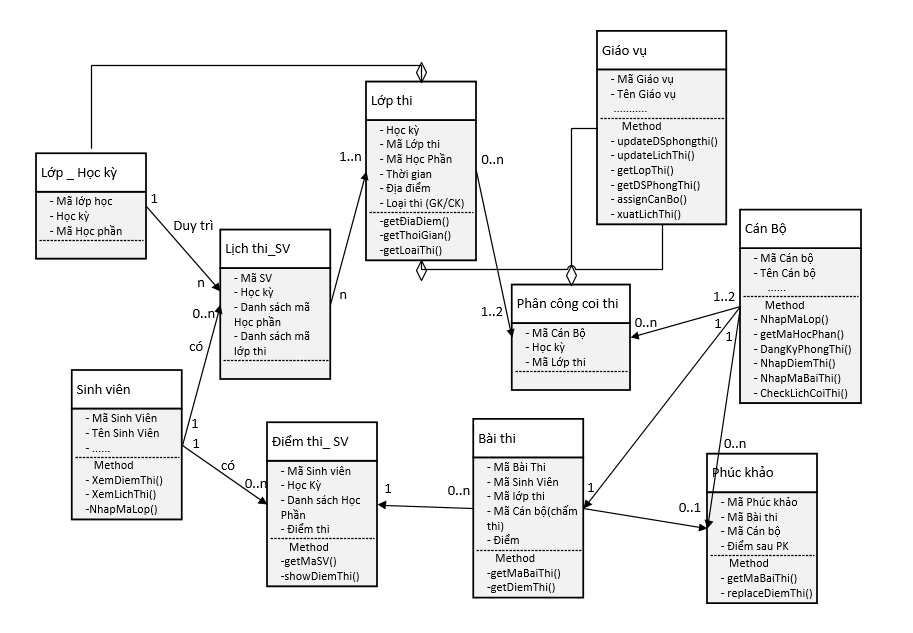 Giáo vụ
- Mã Giáo vụ
- Tên Giáo vụ
...........
Method
- updateDSphongthi()
- updateLichThi()
- getLopThi()
- getDSPhongThi()
- assignCanBo()
- xuatLichThi()
Lớp thi
- Học kỳ
- Mã Lớp thi
- Mã Học Phần
- Thời gian
- Địa điểm
- Loại thi (GK/CK)
-getĐiaDiem()
-getThoiGian()
-getLoaiThi()
1..n
0..n
Lớp _ Học kỳ
- Mã lớp học
- Học kỳ
- Mã Học phần
1
Duy trì
n
Lịch thi_SV
- Mã SV
- Học kỳ
- Danh sách mã
Học phần
- Danh sách mã
lớp thi
n
0..n
có
1
Cán Bộ
- Mã Cán bộ
- Tên Cán bộ
......
Method
- NhapMaLop()
- getMaHocPhan()
- DangKyPhongThi()
- NhapDiemThi()
- NhapMaBaiThi()
- CheckLichCoiThi()
1..2
1
1
Phân công coi thi
- Mã Cán Bộ
- Học kỳ
- Mã Lớp thi
1..2
0..n
Sinh viên
- Mã Sinh Viên
- Tên Sinh Viên
- ......
Method
- XemDiemThi()
- XemLichThi()
-NhapMaLop()
1
có
0..n
Điểm thi_ SV
- Mã Sinh viên
- Học Kỳ
- Danh sách Học
Phần
- Điểm thi
Method
-getMaSV()
-showDiemThi()
1
0..n
Bài thi
- Mã Bài Thi
- Mã Sinh Viên
- Mã lớp thi
- Mã Cán bộ(chấm
thi)
- Điểm
Method
-getMaBaiThi()
-getDiemThi()
1
0..1
0..n
Phúc khảo
- Mã Phúc khảo
- Mã Bài thi
- Mã Cán bộ
- Điểm sau PK
Method
- getMaBaiThi()
- replaceDiemThi()